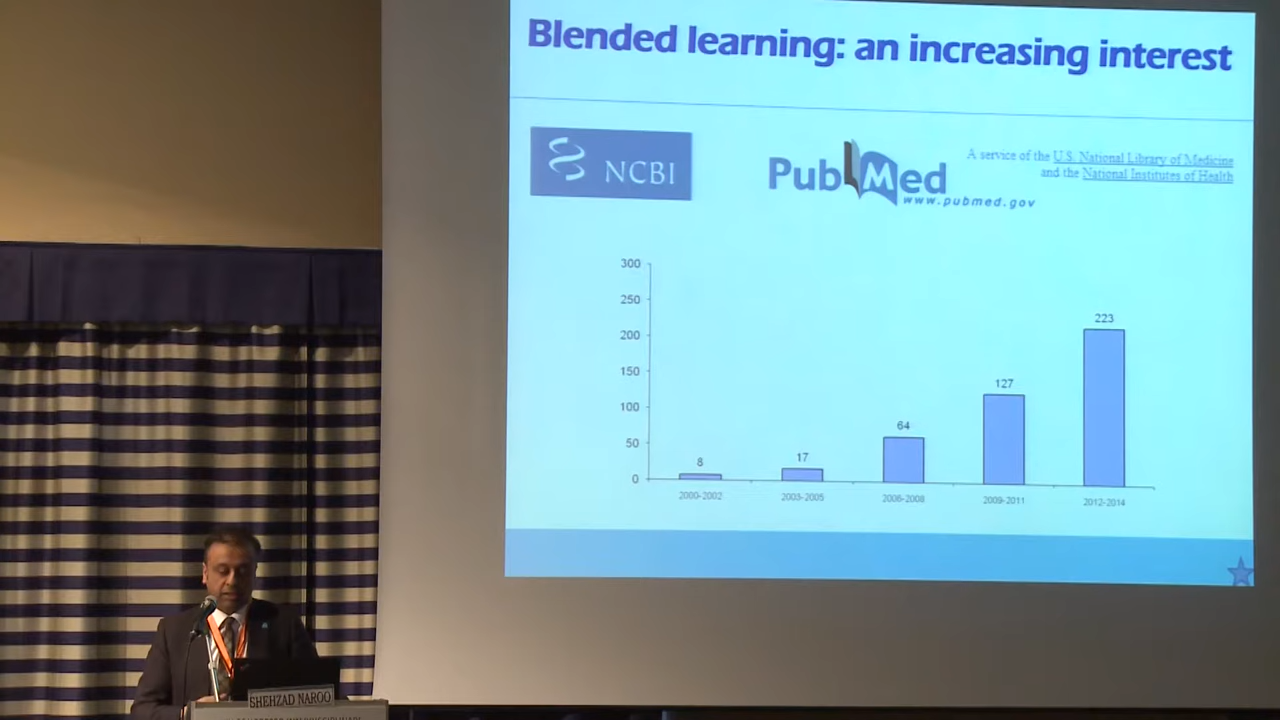 Blended learning: an increasing interest
NCBI
PubMed
www.pubmed.gov
A service of the U.S. National Library of Medicine
and the National Institutes of Health
300
250
200
150
100
50
0
8
17
64
127
223
2000-2002
2003-2005
2006-2008
2009-2011
2012-2014
SHEHZAD NAROO